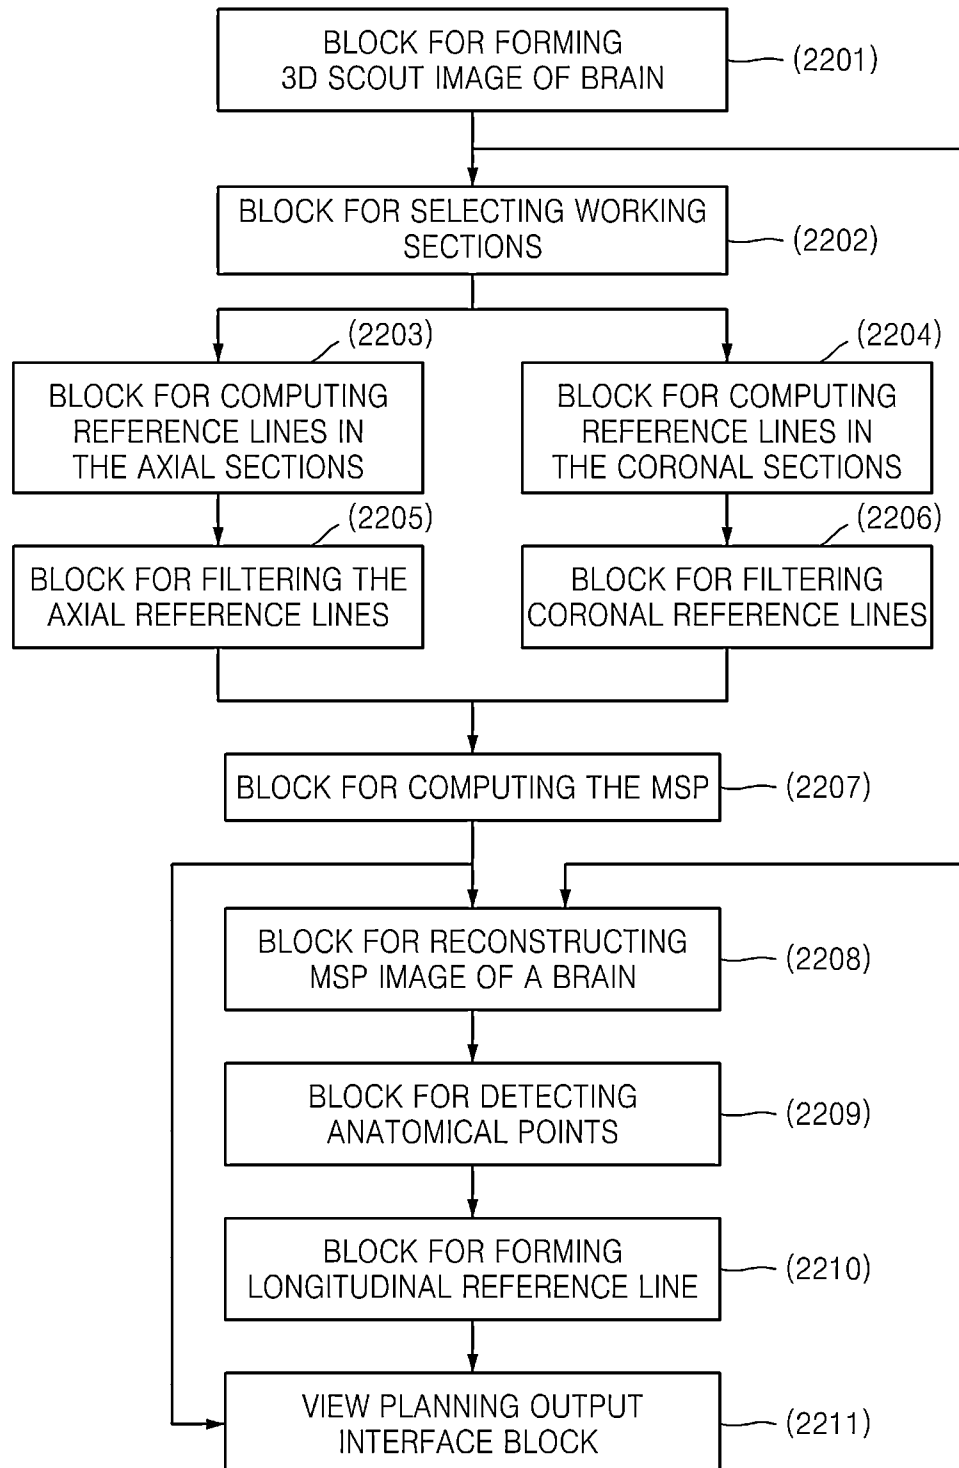 BLOCK FOR FORMING
3D SCOUT IMAGE OF BRAIN
(2201)
BLOCK FOR SELECTING WORKING
SECTIONS
(2202)
(2203)
BLOCK FOR COMPUTING
REFERENCE LINES IN
THE AXIAL SECTIONS
(2204)
BLOCK FOR COMPUTING
REFERENCE LINES IN
THE CORONAL SECTIONS
(2205)
BLOCK FOR FILTERING THE
AXIAL REFERENCE LINES
(2206)
BLOCK FOR FILTERING
CORONAL REFERENCE LINES
BLOCK FOR COMPUTING THE MSP
(2207)
BLOCK FOR RECONSTRUCTING
MSP IMAGE OF A BRAIN
(2208)
BLOCK FOR DETECTING
ANATOMICAL POINTS
(2209)
BLOCK FOR FORMING
LONGITUDINAL REFERENCE LINE
(2210)
VIEW PLANNING OUTPUT
INTERFACE BLOCK
(2211)